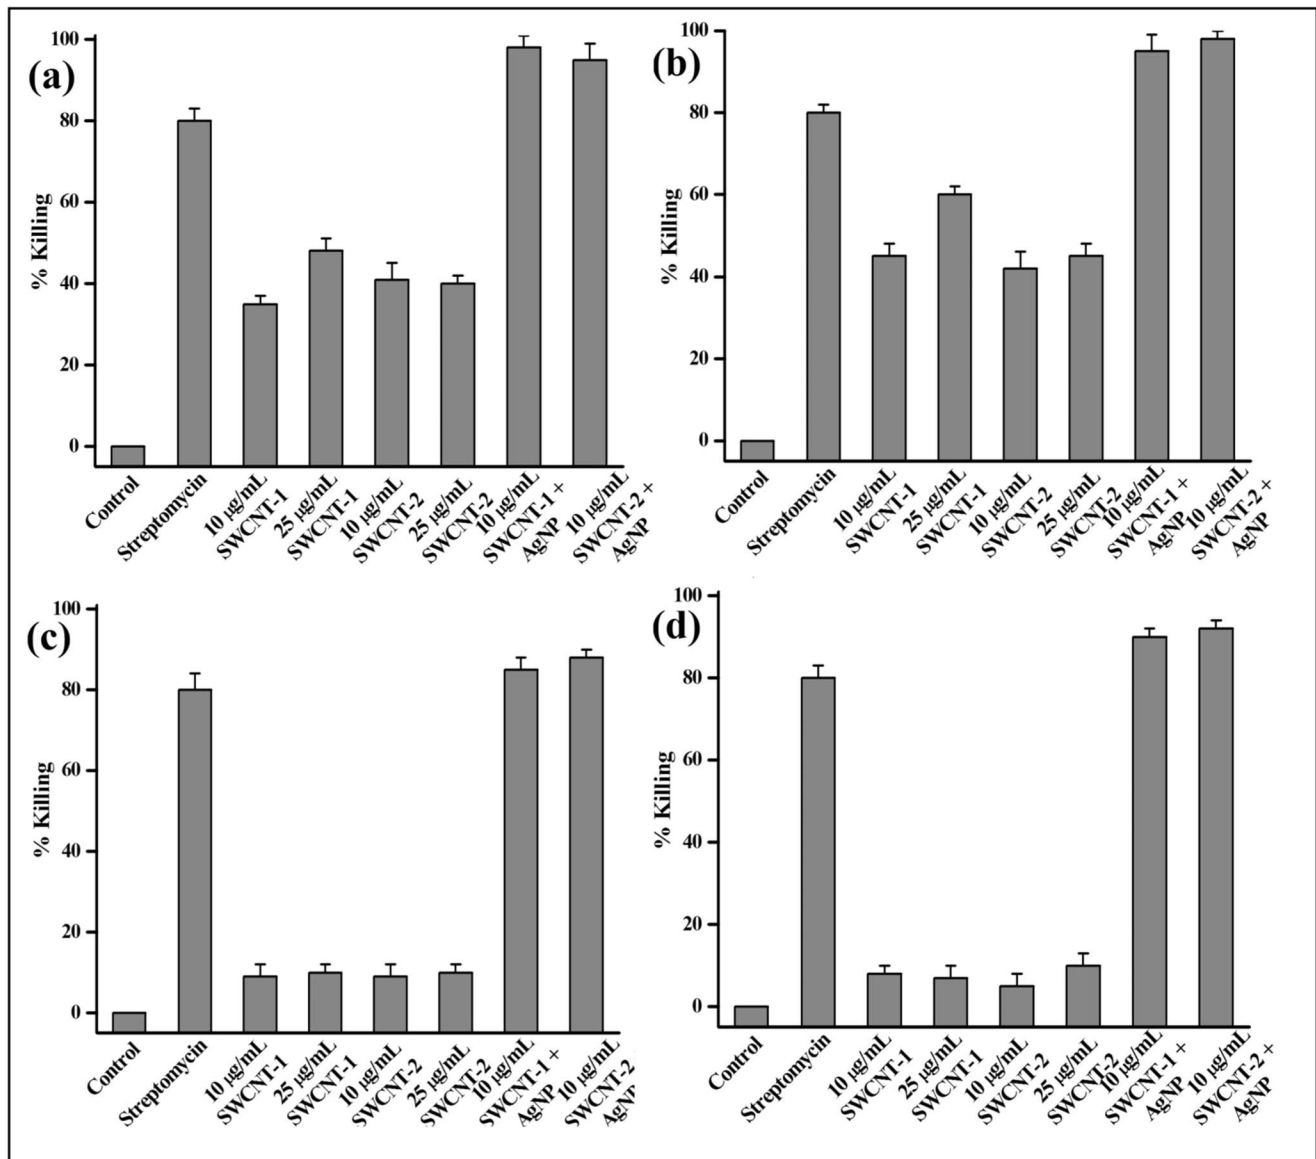 (a)
% Killing
100
80
60
40
20
0
Control
Streptomycin
10 µg/mL
SWCNT-1
25 µg/mL
SWCNT-1
10 µg/mL
SWCNT-2
25 µg/mL
SWCNT-2
10 µg/mL
SWCNT-1 +
AgNP
10 µg/mL
SWCNT-2 +
AgNP
(b)
% Killing
100
80
60
40
20
0
Control
Streptomycin
10 µg/mL
SWCNT-1
25 µg/mL
SWCNT-1
10 µg/mL
SWCNT-2
25 µg/mL
SWCNT-2
10 µg/mL
SWCNT-1 +
AgNP
10 µg/mL
SWCNT-2 +
AgNP
(c)
% Killing
100
80
60
40
20
0
Control
Streptomycin
10 µg/mL
SWCNT-1
25 µg/mL
SWCNT-1
10 µg/mL
SWCNT-2
25 µg/mL
SWCNT-2
10 µg/mL
SWCNT-1 +
AgNP
10 µg/mL
SWCNT-2
AgNP
(d)
% Killing
100
80
60
40
20
0
Control
Streptomycin
10 µg/mL
SWCNT-1
25 µg/mL
SWCNT-1
10 µg/mL
SWCNT-2
25 µg/mL
SWCNT-2
10 µg/mL
SWCNT-1 +
AgNP
10 µg/mL
SWCNT-2 +
AgNP